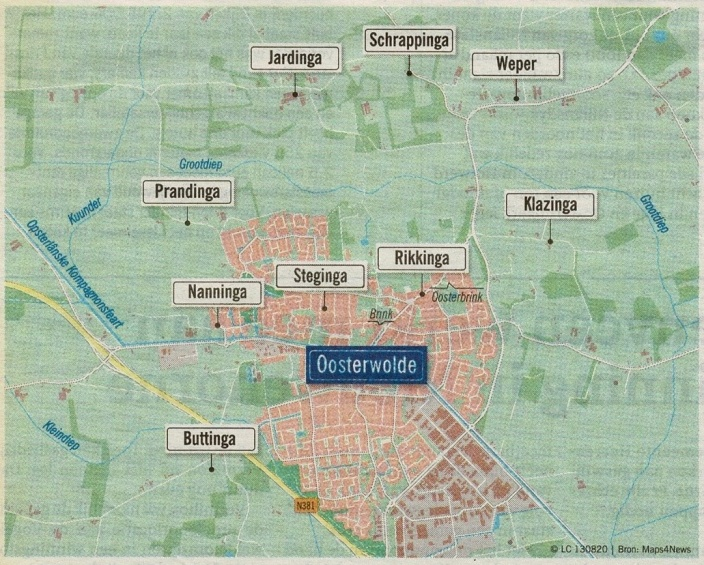 Schrappinga
Jardinga
Weper
Grootdiep
Prandinga
Kuunder
Klazinga
Grootdiep
Opsterlânske Kompagnonsfeart
Rikkinga
Steginga
Nanninga
Oosterbrink
Brink
Oosterwolde
Kleindiep
Buttinga
N381
© LC 130820 | Bron: Maps4News